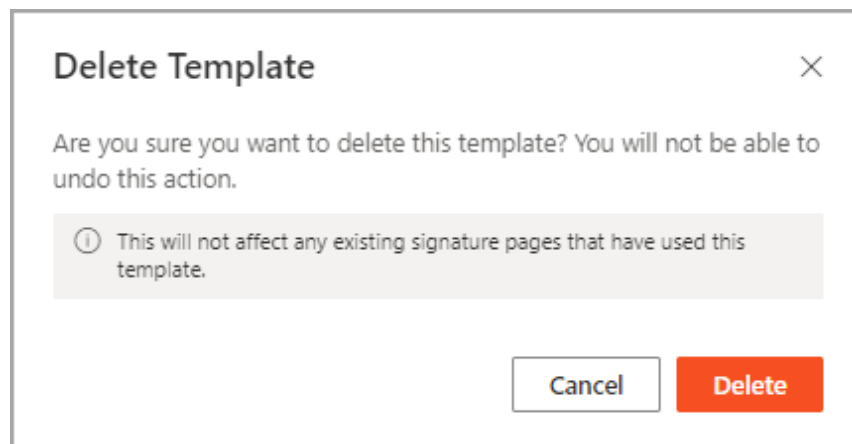 Delete Template
Are you sure you want to delete this template? You will not be able to
undo this action.
This will not affect any existing signature pages that have used this
template.
Cancel
Delete